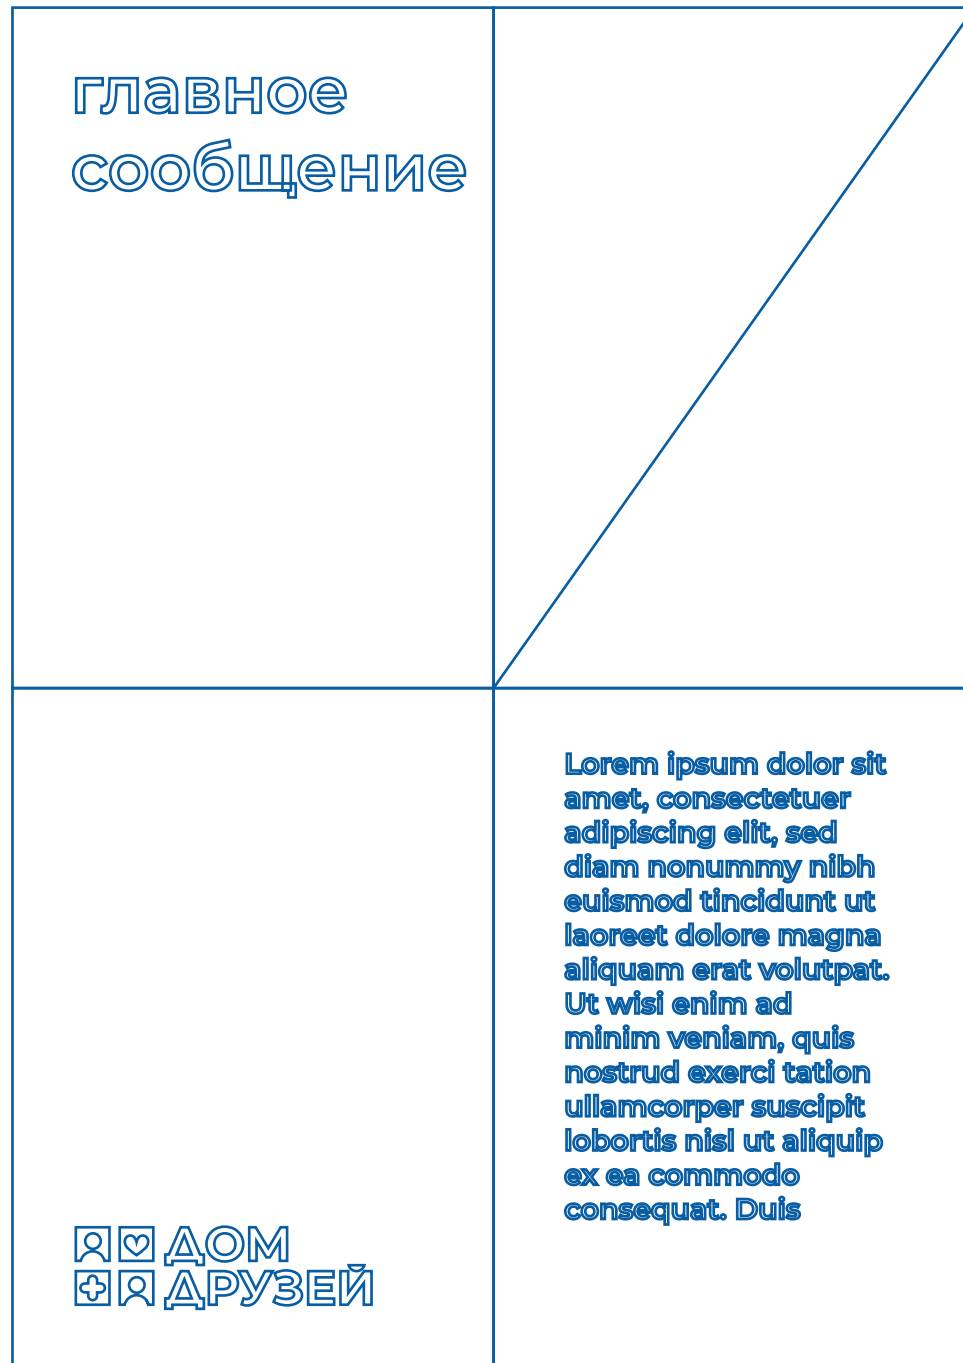 главное
сообщение
Lorem ipsum dolor sit
amet, consectetuer
adipiscing elit, sed
diam nonummy nibh
euismod tincidunt ut
laoreet dolore magna
aliquam erat volutpat.
Ut wisi enim ad
minim veniam, quis
nostrud exerci tation
ullamcorper suscipit
lobortis nisl ut aliquip
ex ea commodo
consequat. Duis
ДОМ
ДРУЗЕЙ